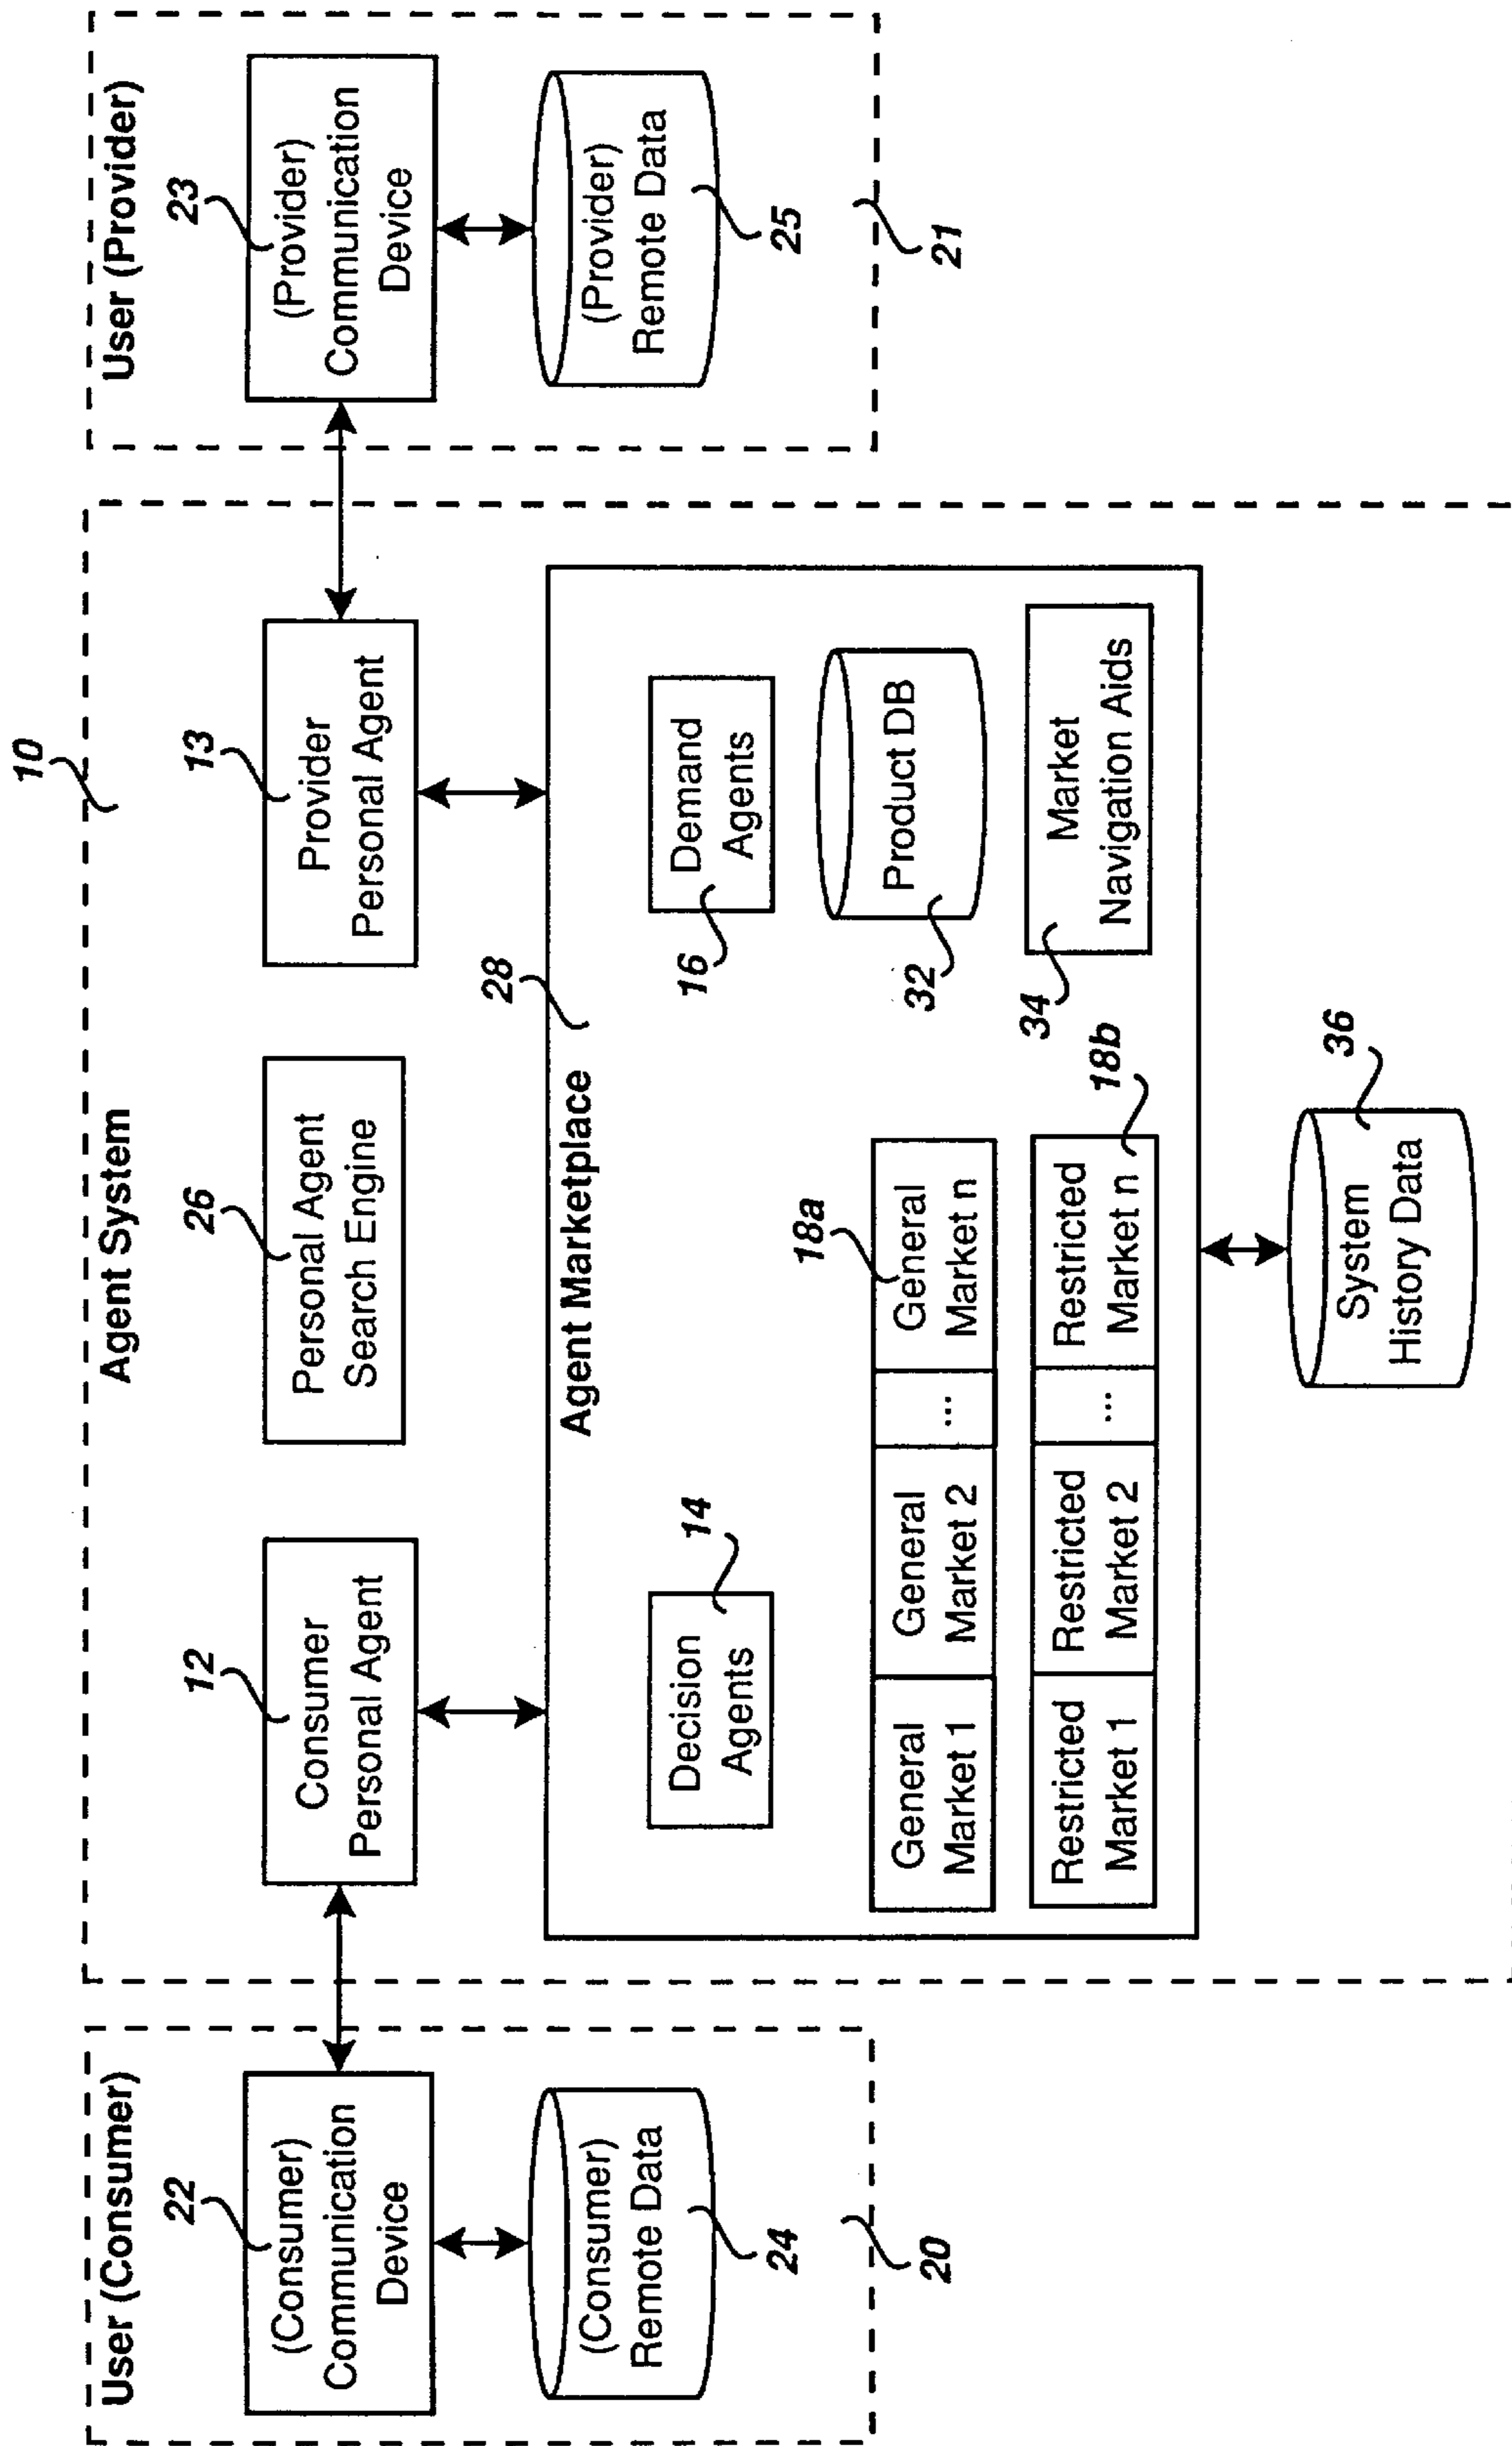 10
User (Consumer)
22
(Consumer)
Communication
Device
(Consumer)
Remote Data
24
20
Agent System
12
Consumer
Personal Agent
26
Personal Agent
Search Engine
13
Provider
Personal Agent
Agent Marketplace
28
Decision
Agents
14
Demand
Agents
16
General
Market 1
General
Market 2
...
General
Market n
18a
Product DB
32
Restricted
Market 1
Restricted
Market 2
...
Restricted
Market n
18b
Market
Navigation Aids
34
System
History Data
36
User (Provider)
23
(Provider)
Communication
Device
(Provider)
Remote Data
25
21